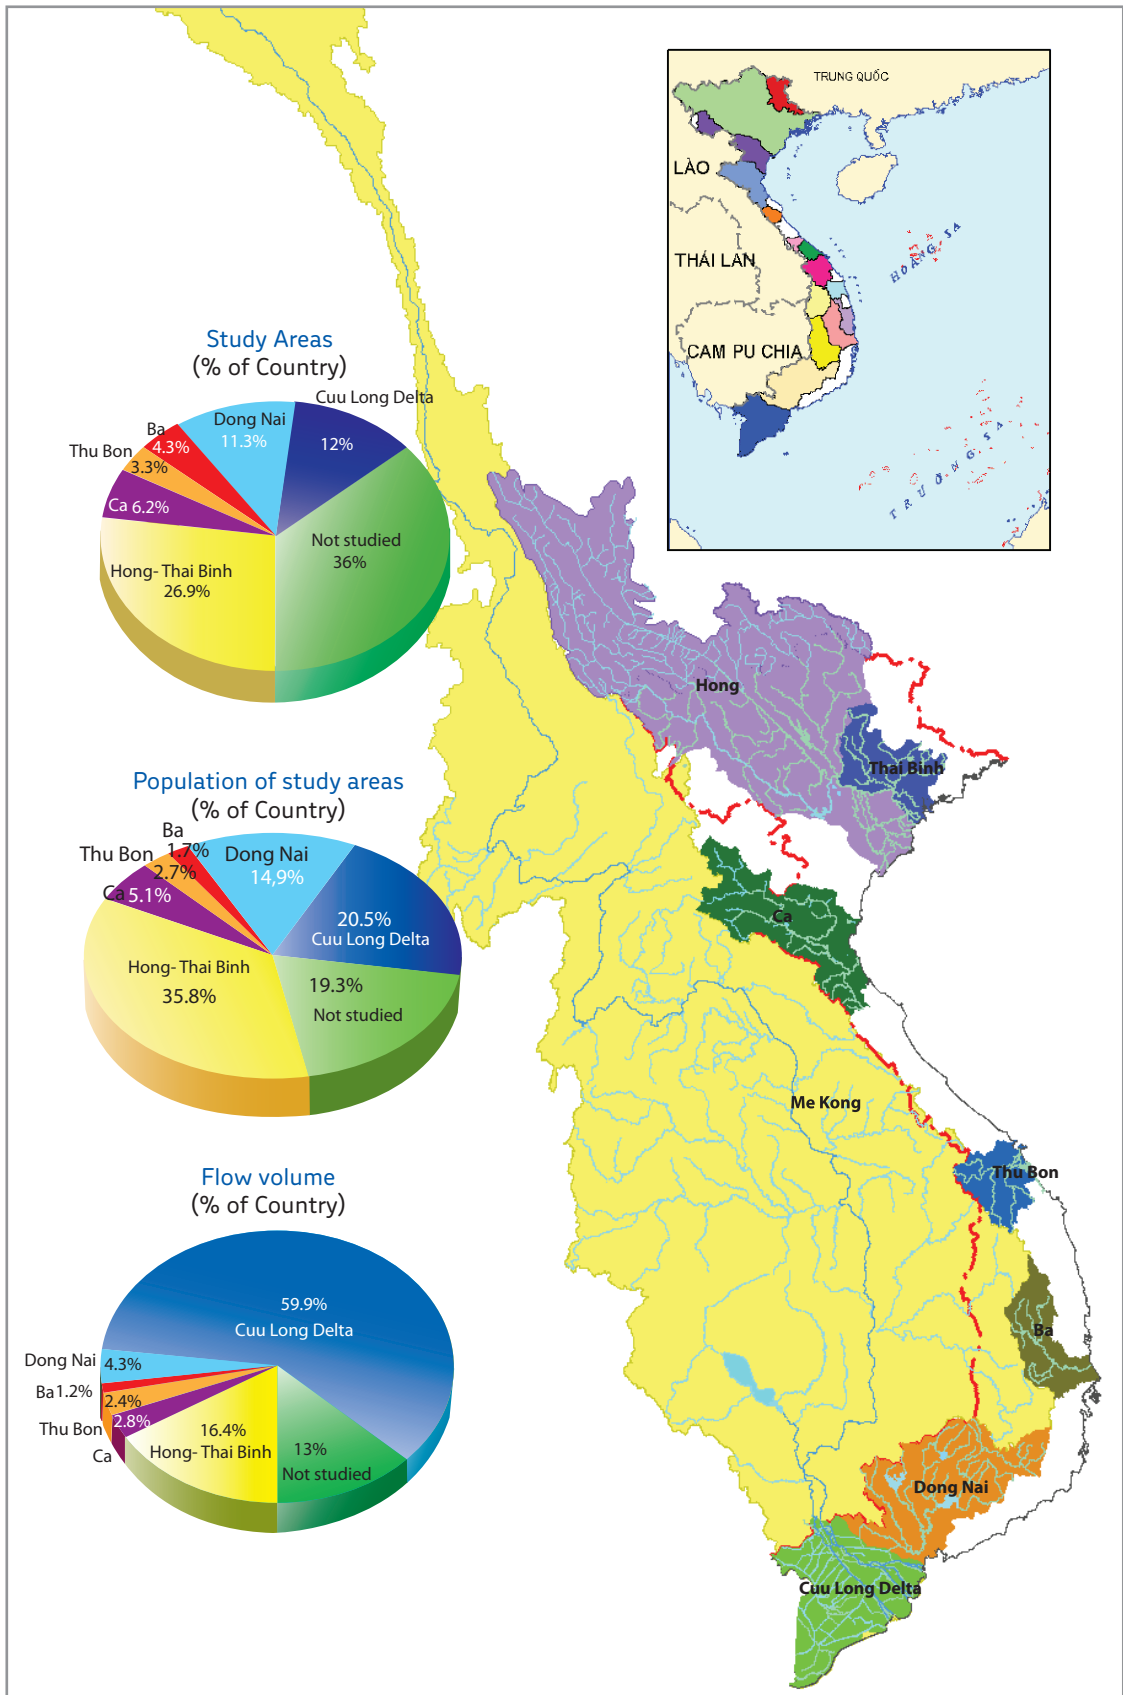 TRUNG QUỐC
LÀO
THÁI LAN
CAM PU CHIA
HOÀNG SA
TRƯỜNG SA
Study Areas
(% of Country)
Cuu Long Delta
12%
Dong Nai
11.3%
Ba
4.3%
Thu Bon
3.3%
Ca 6.2%
Not studied
36%
Hong- Thai Binh
26.9%
Population of study areas
(% of Country)
Ba
1.7%
Thu Bon
2.7%
Ca 5.1%
Dong Nai
14,9%
20.5%
Cuu Long Delta
Hong- Thai Binh
35.8%
19.3%
Not studied
Flow volume
(% of Country)
59.9%
Cuu Long Delta
Dong Nai 4.3%
Ba 1.2%
2.4%
Thu Bon
2.8%
Ca
16.4%
Hong- Thai Binh
13%
Not studied
Hong
Thai Binh
Ca
Me Kong
Thu Bon
Ba
Dong Nai
Cuu Long Delta